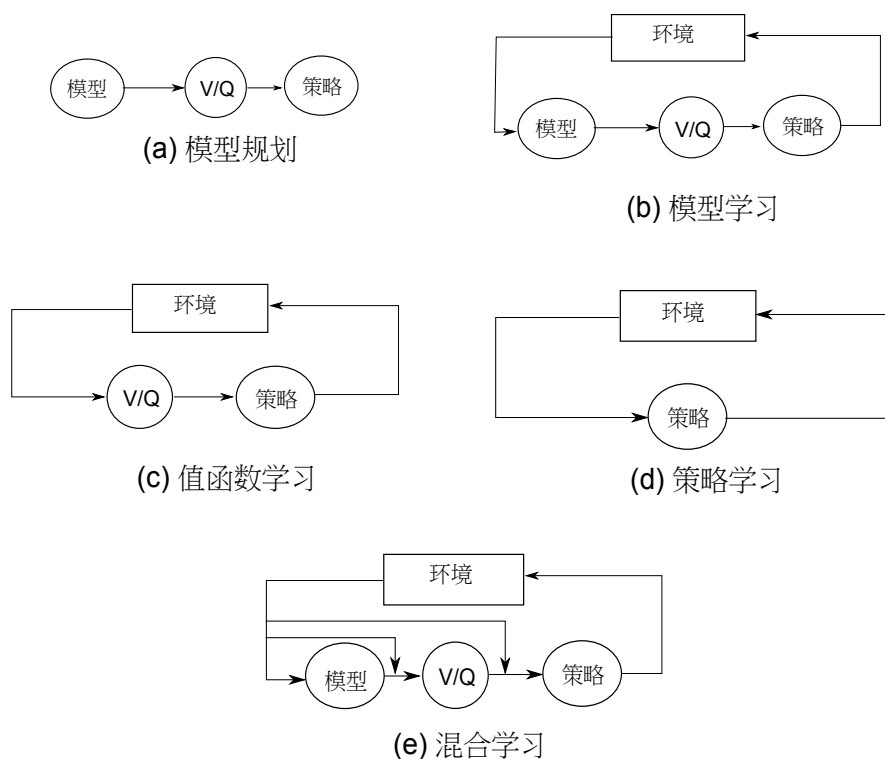 模型
V/Q
策略
(a) 模型规划
环境
模型
V/Q
策略
(b) 模型学习
环境
V/Q
策略
(c) 值函数学习
环境
策略
(d) 策略学习
环境
模型
V/Q
策略
(e) 混合学习